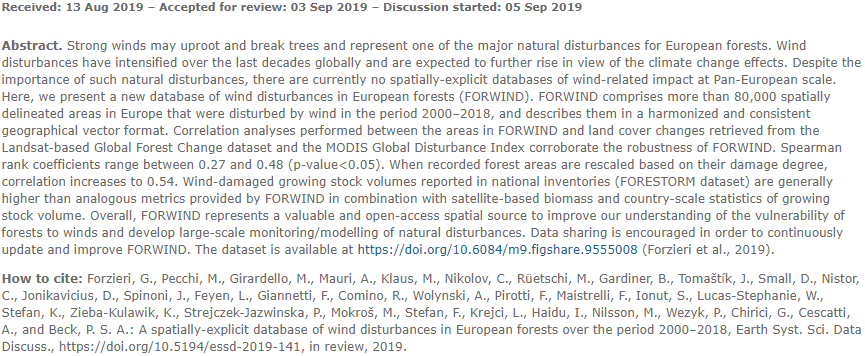 Received: 13 Aug 2019 – Accepted for review: 03 Sep 2019 – Discussion started: 05 Sep 2019
Abstract. Strong winds may uproot and break trees and represent one of the major natural disturbances for European forests. Wind
disturbances have intensified over the last decades globally and are expected to further rise in view of the climate change effects. Despite the
importance of such natural disturbances, there are currently no spatially-explicit databases of wind-related impact at Pan-European scale.
Here, we present a new database of wind disturbances in European forests (FORWIND). FORWIND comprises more than 80,000 spatially
delineated areas in Europe that were disturbed by wind in the period 2000–2018, and describes them in a harmonized and consistent
geographical vector format. Correlation analyses performed between the areas in FORWIND and land cover changes retrieved from the
Landsat-based Global Forest Change dataset and the MODIS Global Disturbance Index corroborate the robustness of FORWIND. Spearman
rank coefficients range between 0.27 and 0.48 (p-value<0.05). When recorded forest areas are rescaled based on their damage degree,
correlation increases to 0.54. Wind-damaged growing stock volumes reported in national inventories (FORESTORM dataset) are generally
higher than analogous metrics provided by FORWIND in combination with satellite-based biomass and country-scale statistics of growing
stock volume. Overall, FORWIND represents a valuable and open-access spatial source to improve our understanding of the vulnerability of
forests to winds and develop large-scale monitoring/modelling of natural disturbances. Data sharing is encouraged in order to continuously
update and improve FORWIND. The dataset is available at https://doi.org/10.6084/m9.figshare.9555008 (Forzieri et al., 2019).
How to cite: Forzieri, G., Pecchi, M., Girardello, M., Mauri, A., Klaus, M., Nikolov, C., Rüetschi, M., Gardiner, B., Tomaštík, J., Small, D., Nistor,
C., Jonikavicius, D., Spinoni, J., Feyen, L., Giannetti, F., Comino, R., Wolynski, A., Pirotti, F., Maistrelli, F., Ionut, S., Lucas-Stephanie, W.,
Stefan, K., Zieba-Kulawik, K., Strejczek-Jazwinska, P., Mokroš, M., Stefan, F., Krejci, L., Haidu, I., Nilsson, M., Wezyk, P., Chirici, G., Cescatti,
A., and Beck, P. S. A.: A spatially-explicit database of wind disturbances in European forests over the period 2000–2018, Earth Syst. Sci. Data
Discuss., https://doi.org/10.5194/essd-2019-141, in review, 2019.